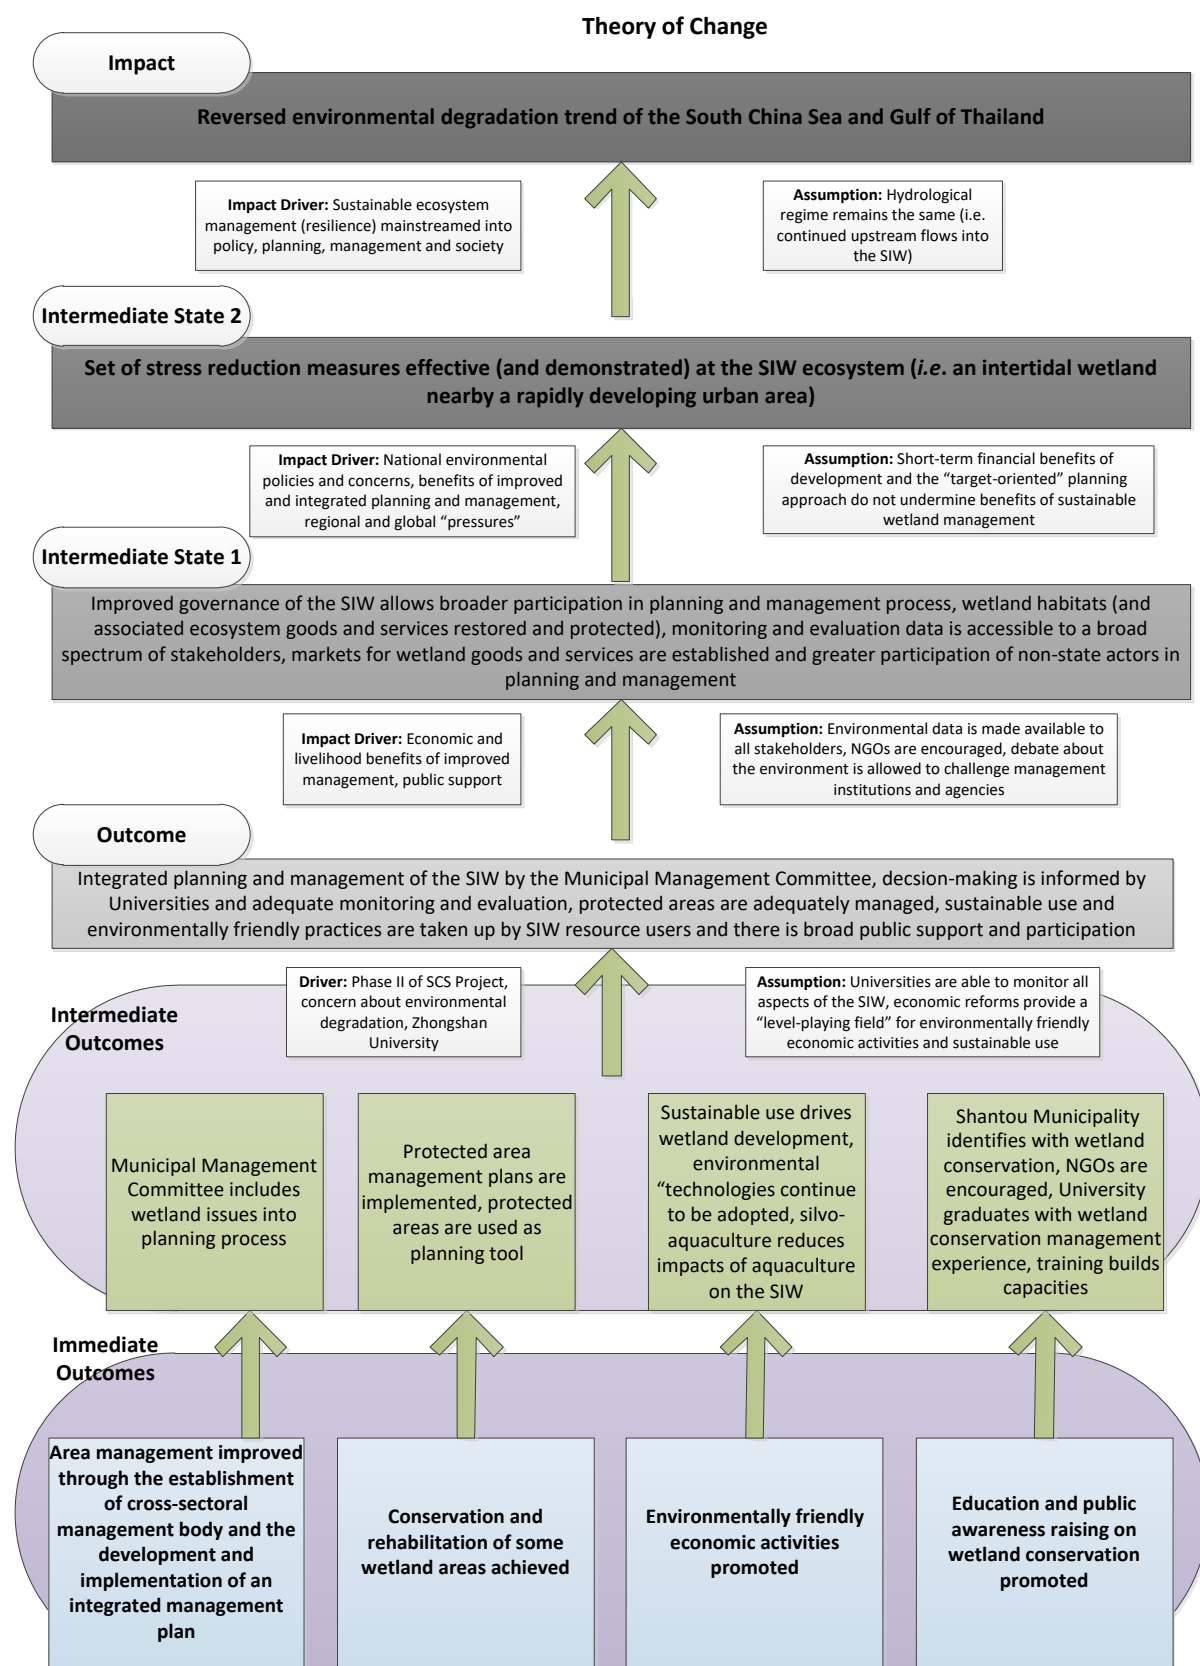 Theory of Change
Impact
Reversed environmental degradation trend of the South China Sea and Gulf of Thailand
Impact Driver: Sustainable ecosystem
management (resilience) mainstreamed into
policy, planning, management and society
Assumption: Hydrological
regime remains the same (i.e.
continued upstream flows into
the SIW)
Intermediate State 2
Set of stress reduction measures effective (and demonstrated) at the SIW ecosystem (i.e. an intertidal wetland
nearby a rapidly developing urban area)
Impact Driver: National environmental
policies and concerns, benefits of improved
and integrated planning and management,
regional and global “pressures”
Assumption: Short-term financial benefits of
development and the “target-oriented” planning
approach do not undermine benefits of sustainable
wetland management
Intermediate State 1
Improved governance of the SIW allows broader participation in planning and management process, wetland habitats (and
associated ecosystem goods and services restored and protected), monitoring and evaluation data is accessible to a broad
spectrum of stakeholders, markets for wetland goods and services are established and greater participation of non-state actors in
planning and management
Impact Driver: Economic and
livelihood benefits of improved
management, public support
Assumption: Environmental data is made available to
all stakeholders, NGOs are encouraged, debate about
the environment is allowed to challenge management
institutions and agencies
Outcome
Integrated planning and management of the SIW by the Municipal Management Committee, decsion-making is informed by
Universities and adequate monitoring and evaluation, protected areas are adequately managed, sustainable use and
environmentally friendly practices are taken up by SIW resource users and there is broad public support and participation
Driver: Phase II of SCS Project,
concern about environmental
degradation, Zhongshan
University
Assumption: Universities are able to monitor all
aspects of the SIW, economic reforms provide a
“level-playing field” for environmentally friendly
economic activities and sustainable use
Intermediate
Outcomes
Municipal Management
Committee includes
wetland issues into
planning process
Protected area
management plans are
implemented, protected
areas are used as
planning tool
Sustainable use drives
wetland development,
environmental
“technologies continue
to be adopted, silvo-
aquaculture reduces
impacts of aquaculture
on the SIW
Shantou Municipality
identifies with wetland
conservation, NGOs are
encouraged, University
graduates with wetland
conservation management
experience, training builds
capacities
Immediate
Outcomes
Area management improved
through the establishment
of cross-sectoral
management body and the
development and
implementation of an
integrated management
plan
Conservation and
rehabilitation of some
wetland areas achieved
Environmentally friendly
economic activities
promoted
Education and public
awareness raising on
wetland conservation
promoted